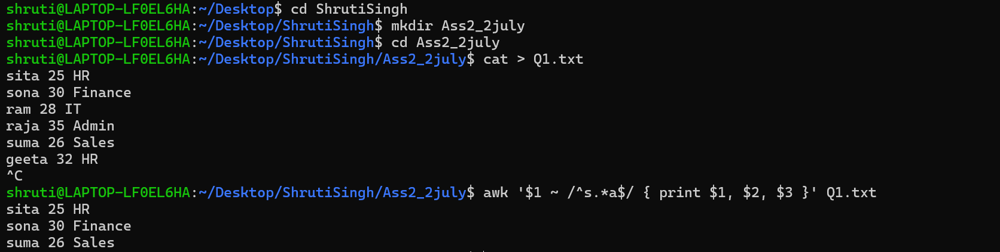 shruti@LAPTOP-LF0EL6HA:~/Desktop$ cd ShrutiSingh
shruti@LAPTOP-LF0EL6HA:~/Desktop/ShrutiSingh$ mkdir Ass2_2july
shruti@LAPTOP-LF0EL6HA:~/Desktop/ShrutiSingh$ cd Ass2_2july
shruti@LAPTOP-LF0EL6HA:~/Desktop/ShrutiSingh/Ass2_2july$ cat > Q1.txt
sita 25 HR
sona 30 Finance
ram 28 IT
raja 35 Admin
suma 26 Sales
geeta 32 HR
^C
shruti@LAPTOP-LF0EL6HA:~/Desktop/ShrutiSingh/Ass2_2july$ awk '$1 ~ /^s.*a$/ { print $1, $2, $3 }' Q1.txt
sita 25 HR
sona 30 Finance
suma 26 Sales